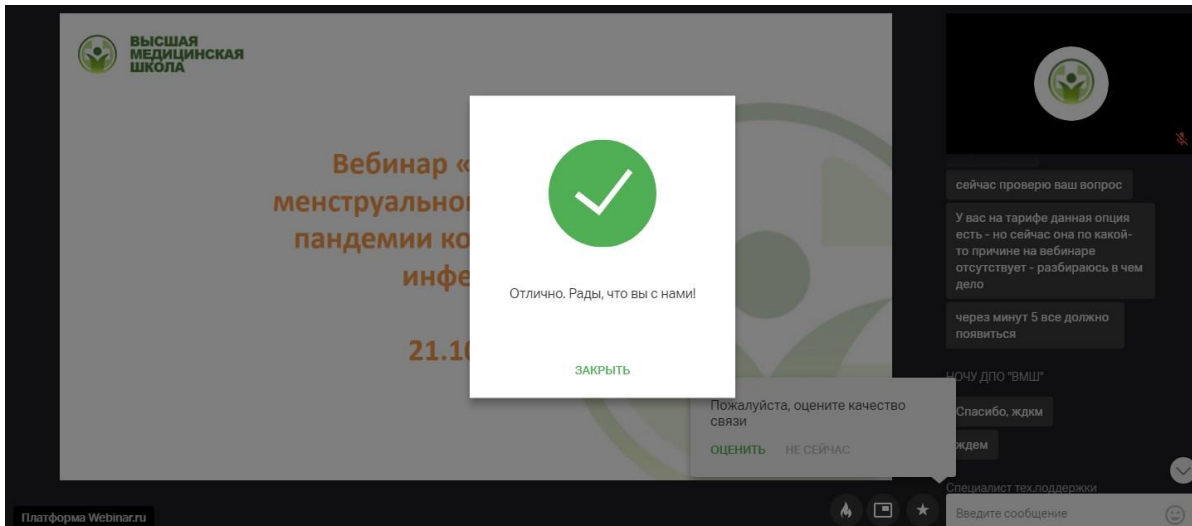 ВЫСШАЯ
МЕДИЦИНСКАЯ
ШКОЛА
Вебинар «
менструально
пандемии ко
инфе
21.10
Отлично. Рады, что вы с нами!
ЗАКРЫТЬ
Пожалуйста, оцените качество
связи
ОЦЕНИТЬ НЕ СЕЙЧАС
Платформа Webinar.ru
сейчас проверю ваш вопрос
У вас на тарифе данная опция
есть - но сейчас она по какой-
то причине на вебинаре
отсутствует - разбираюсь в чем
дело
через минут 5 все должно
появиться
НОЧУ ДПО "ВМШ"
Спасибо, ждкм
ждем
Специалист тех.поддержки
Введите сообщение